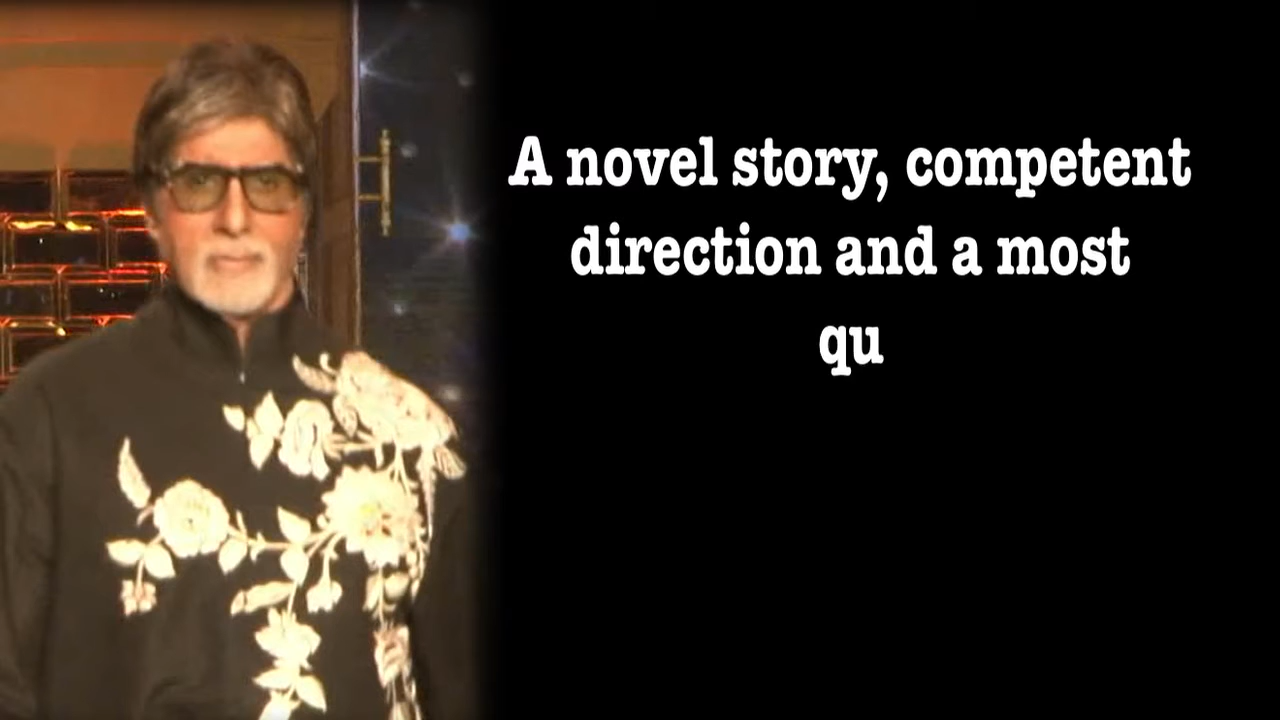 A novel story, competent
direction and a most
qu